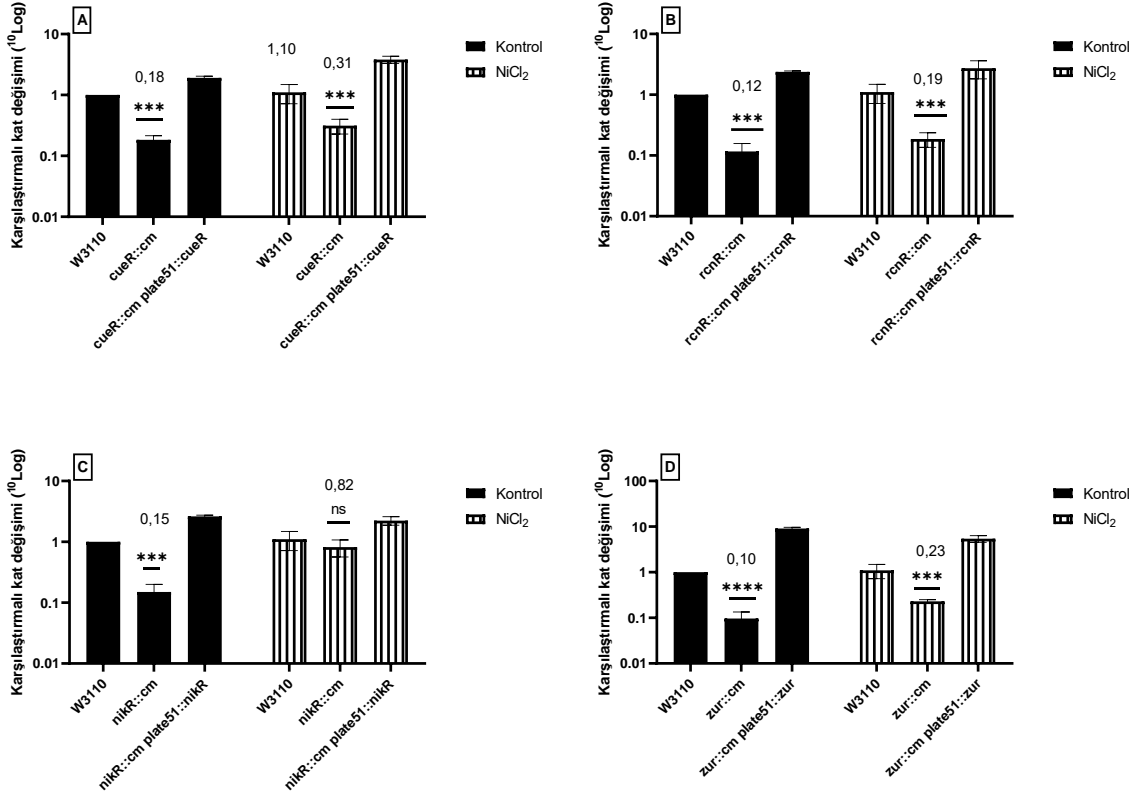 A
Karşılaştırmalı kat değişimi (¹⁰Log)
10
1
0.1
0.01
0,18
***
1,10
0,31
***
W3110
cueR::cm
cueR::cm plate51::cueR
W3110
cueR::cm
cueR::cm plate51::cueR
Kontrol
NiCl₂
B
Karşılaştırmalı kat değişimi (¹⁰Log)
10
1
0.1
0.01
0,12
***
0,19
***
W3110
rcnR::cm
rcnR::cm plate51::rcnR
W3110
rcnR::cm
rcnR::cm plate51::rcnR
Kontrol
NiCl₂
C
Karşılaştırmalı kat değişimi (¹⁰Log)
10
1
0.1
0.01
0,15
***
0,82
ns
W3110
nikR::cm
nikR::cm plate51::nikR
W3110
nikR::cm
nikR::cm plate51::nikR
Kontrol
NiCl₂
D
Karşılaştırmalı kat değişimi (¹⁰Log)
100
10
1
0.1
0.01
0,10
****
0,23
***
W3110
zur::cm
zur::cm plate51::zur
W3110
zur::cm
zur::cm plate51::zur
Kontrol
NiCl₂